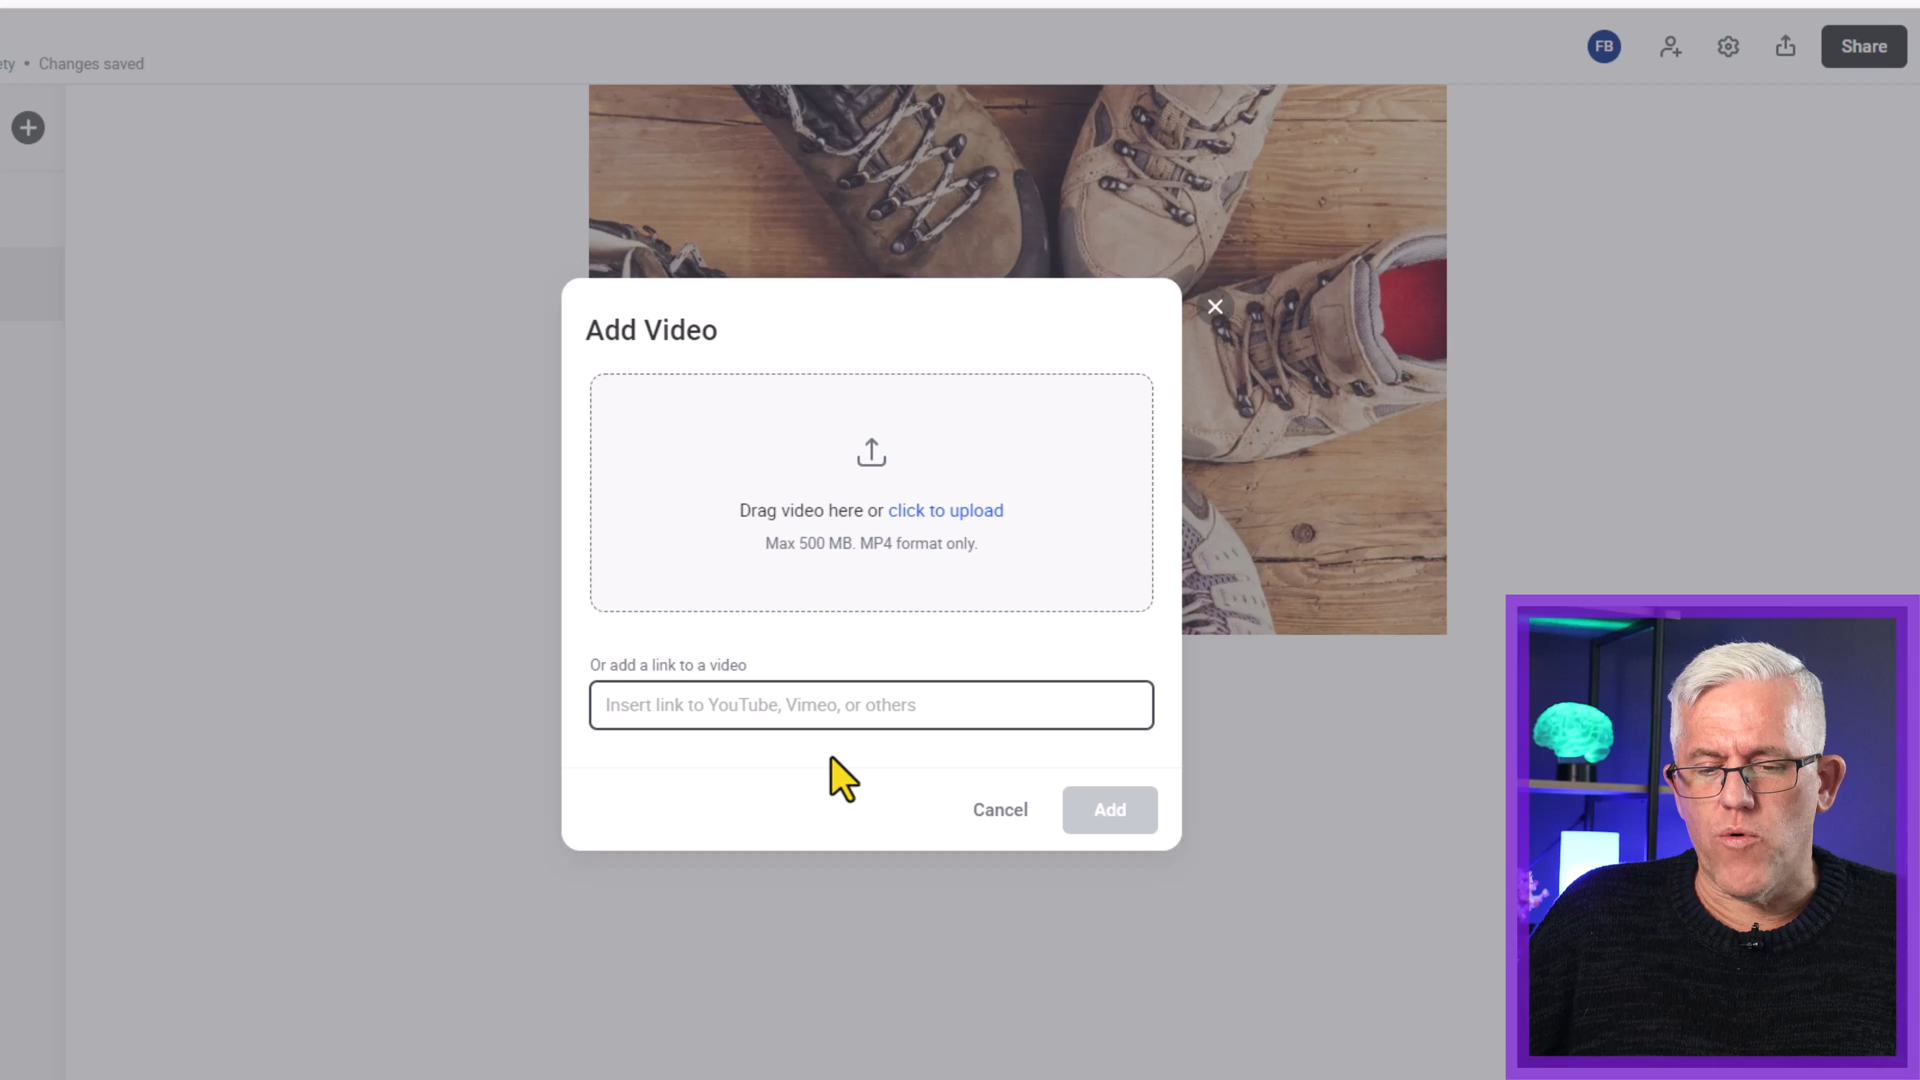 FB
Share
ety • Changes saved
Add Video
Drag video here or click to upload
Max 500 MB. MP4 format only.
Or add a link to a video
Insert link to YouTube, Vimeo, or others
Cancel
Add